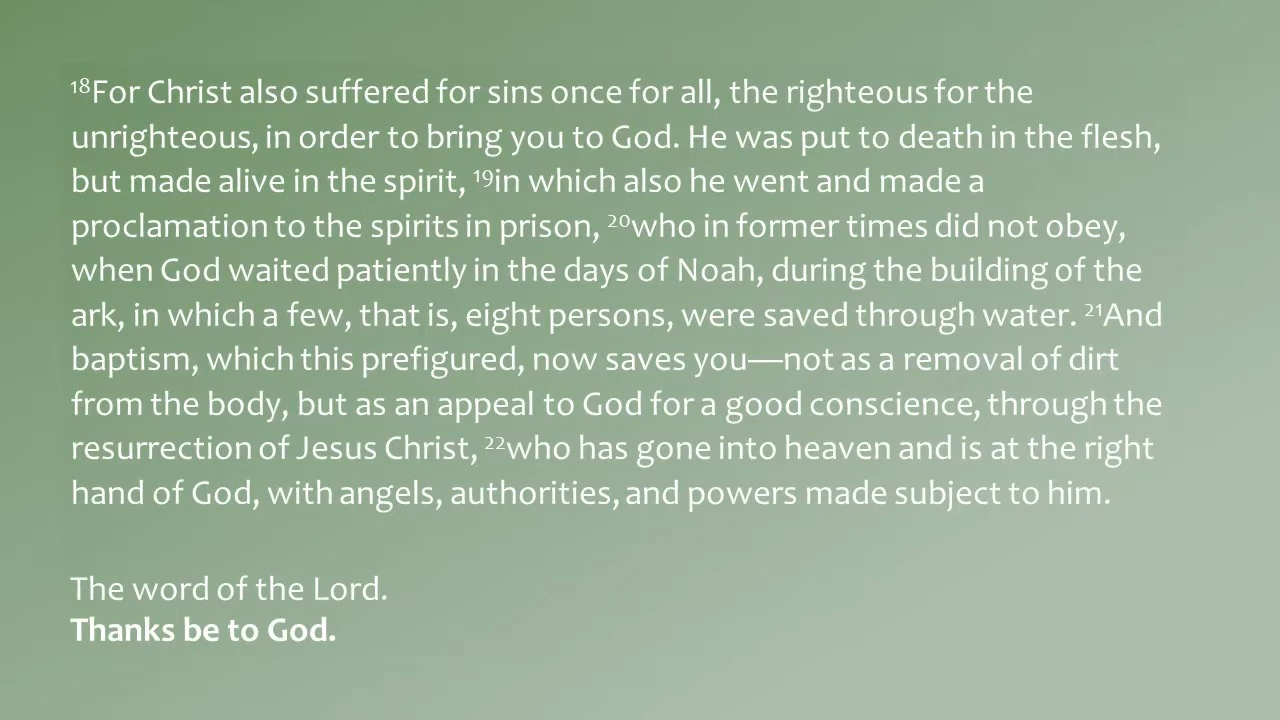 ¹⁸For Christ also suffered for sins once for all, the righteous for the
unrighteous, in order to bring you to God. He was put to death in the flesh,
but made alive in the spirit, ¹⁹in which also he went and made a
proclamation to the spirits in prison, ²⁰who in former times did not obey,
when God waited patiently in the days of Noah, during the building of the
ark, in which a few, that is, eight persons, were saved through water. ²¹And
baptism, which this prefigured, now saves you—not as a removal of dirt
from the body, but as an appeal to God for a good conscience, through the
resurrection of Jesus Christ, ²²who has gone into heaven and is at the right
hand of God, with angels, authorities, and powers made subject to him.
The word of the Lord.
Thanks be to God.